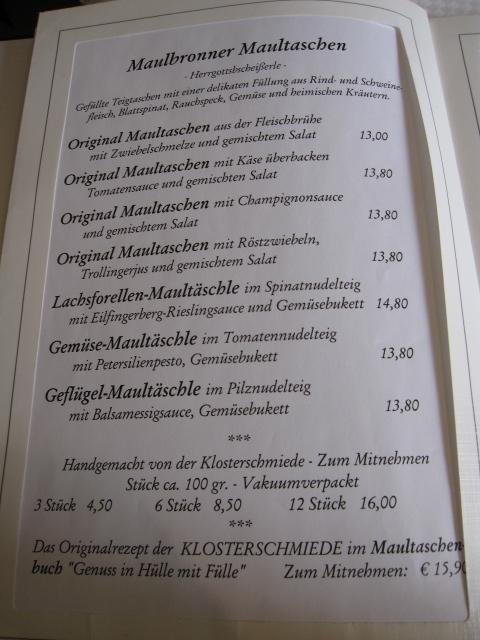 Maulbronner Maultaschen
- Herrgottsbscheißerle -
Gefüllte Teigtaschen mit einer delikaten Füllung aus Rind- und Schweine-
fleisch, Blattspinat, Rauchspeck, Gemüse und heimischen Kräutern.
Original Maultaschen aus der Fleischbrühe
mit Zwiebelschmelze und gemischtem Salat 13,00
Original Maultaschen mit Käse überbacken
Tomatensauce und gemischten Salat 13,80
Original Maultaschen mit Champignonsauce
und gemischtem Salat 13,80
Original Maultaschen mit Röstzwiebeln,
Trollingerjus und gemischtem Salat 13,80
Lachsforellen-Maultäschle im Spinatnudelteig
mit Eilfingerberg-Rieslingsauce und Gemüsebukett 14,80
Gemüse-Maultäschle im Tomatennudelteig
mit Petersilienpesto, Gemüsebukett 13,80
Geflügel-Maultäschle im Pilznudelteig
mit Balsamessigsauce, Gemüsebukett 13,80
***
Handgemacht von der Klosterschmiede - Zum Mitnehmen
Stück ca. 100 gr. - Vakuumverpackt
3 Stück 4,50 6 Stück 8,50 12 Stück 16,00
***
Das Originalrezept der KLOSTERSCHMIEDE im Maultaschen-
buch "Genuss in Hülle mit Fülle" Zum Mitnehmen: € 15,90